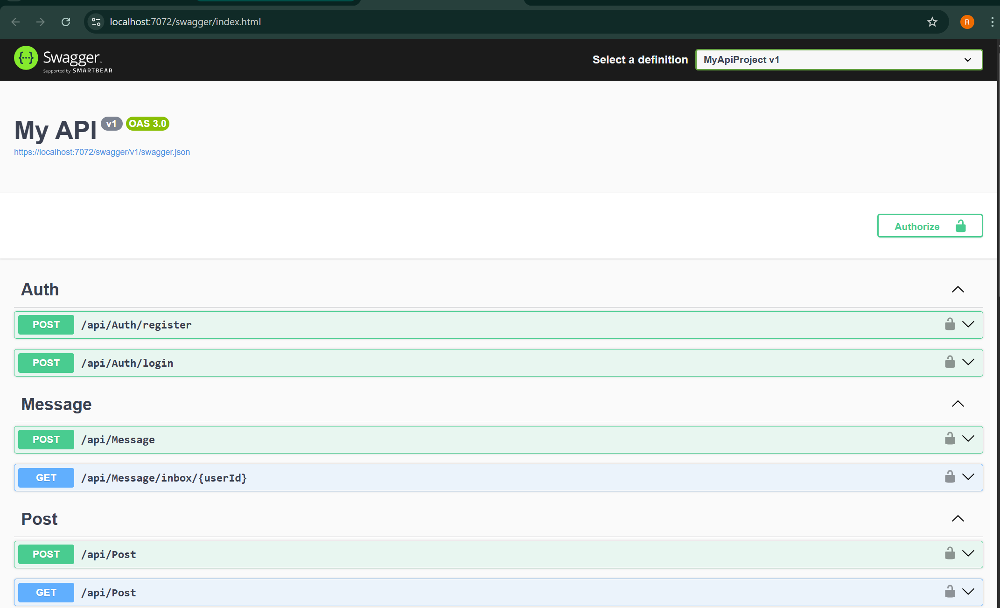 localhost:7072/swagger/index.html
R
{···} Swagger
Supported by SMARTBEAR
Select a definition
MyApiProject v1
My API v1 OAS 3.0
https://localhost:7072/swagger/v1/swagger.json
Authorize
Auth
POST /api/Auth/register
POST /api/Auth/login
Message
POST /api/Message
GET /api/Message/inbox/{userId}
Post
POST /api/Post
GET /api/Post